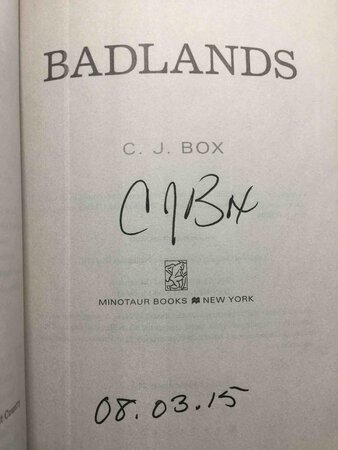 BADLANDS
C. J. BOX
CJBox
MINOTAUR BOOKS NEW YORK
08.03.15